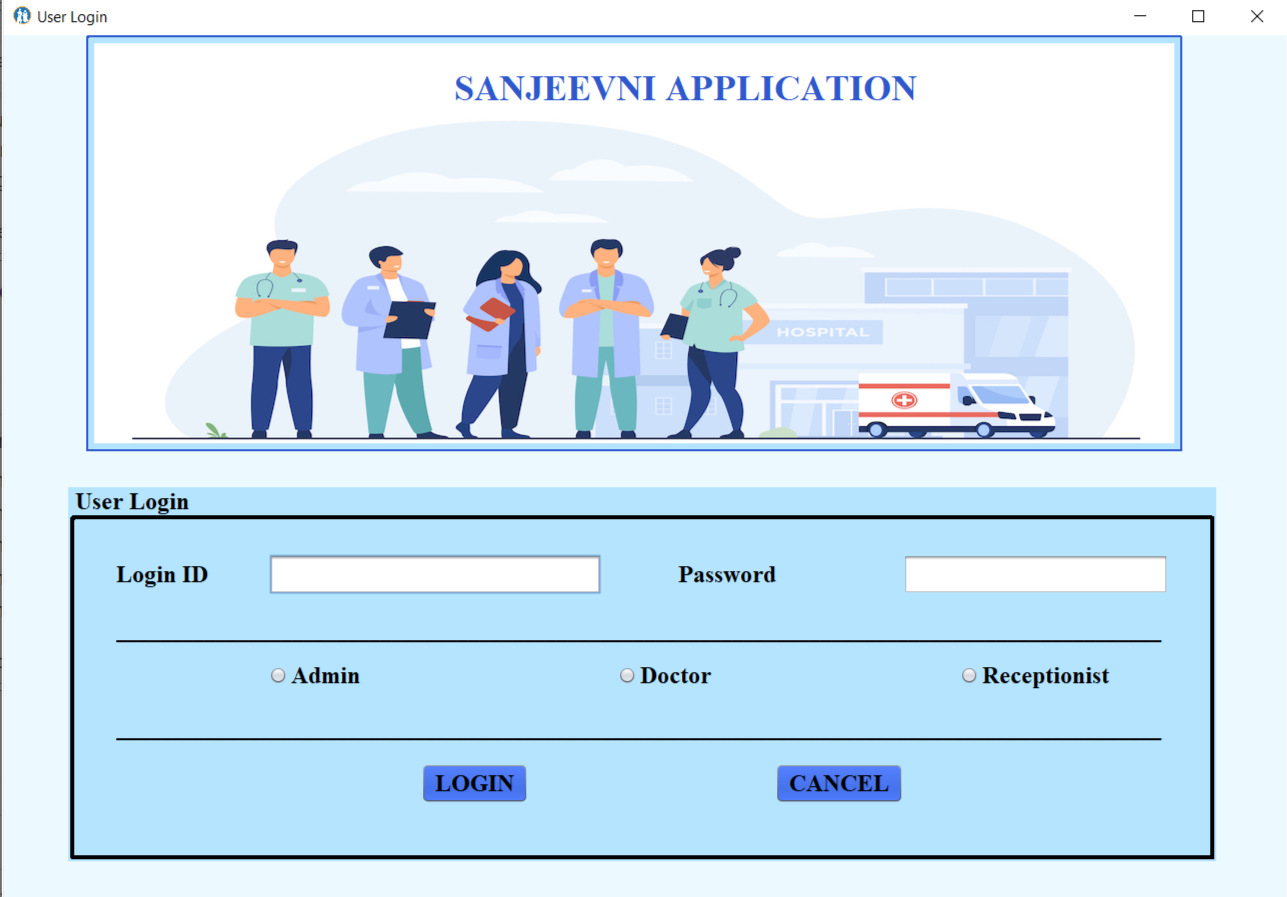 User Login
SANJEEVNI APPLICATION
HOSPITAL
User Login
Login ID Password
Admin Doctor Receptionist
LOGIN CANCEL